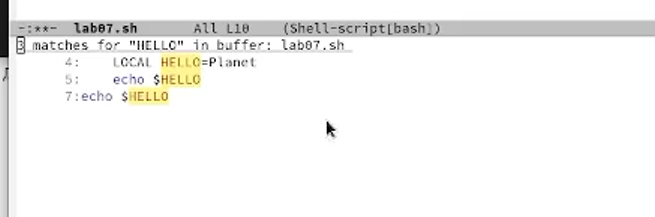 -:**-  lab07.sh       All L10    (Shell-script[bash])
3 matches for "HELLO" in buffer: lab07.sh
      4:    LOCAL HELLO=Planet
      5:    echo $HELLO
      7:echo $HELLO